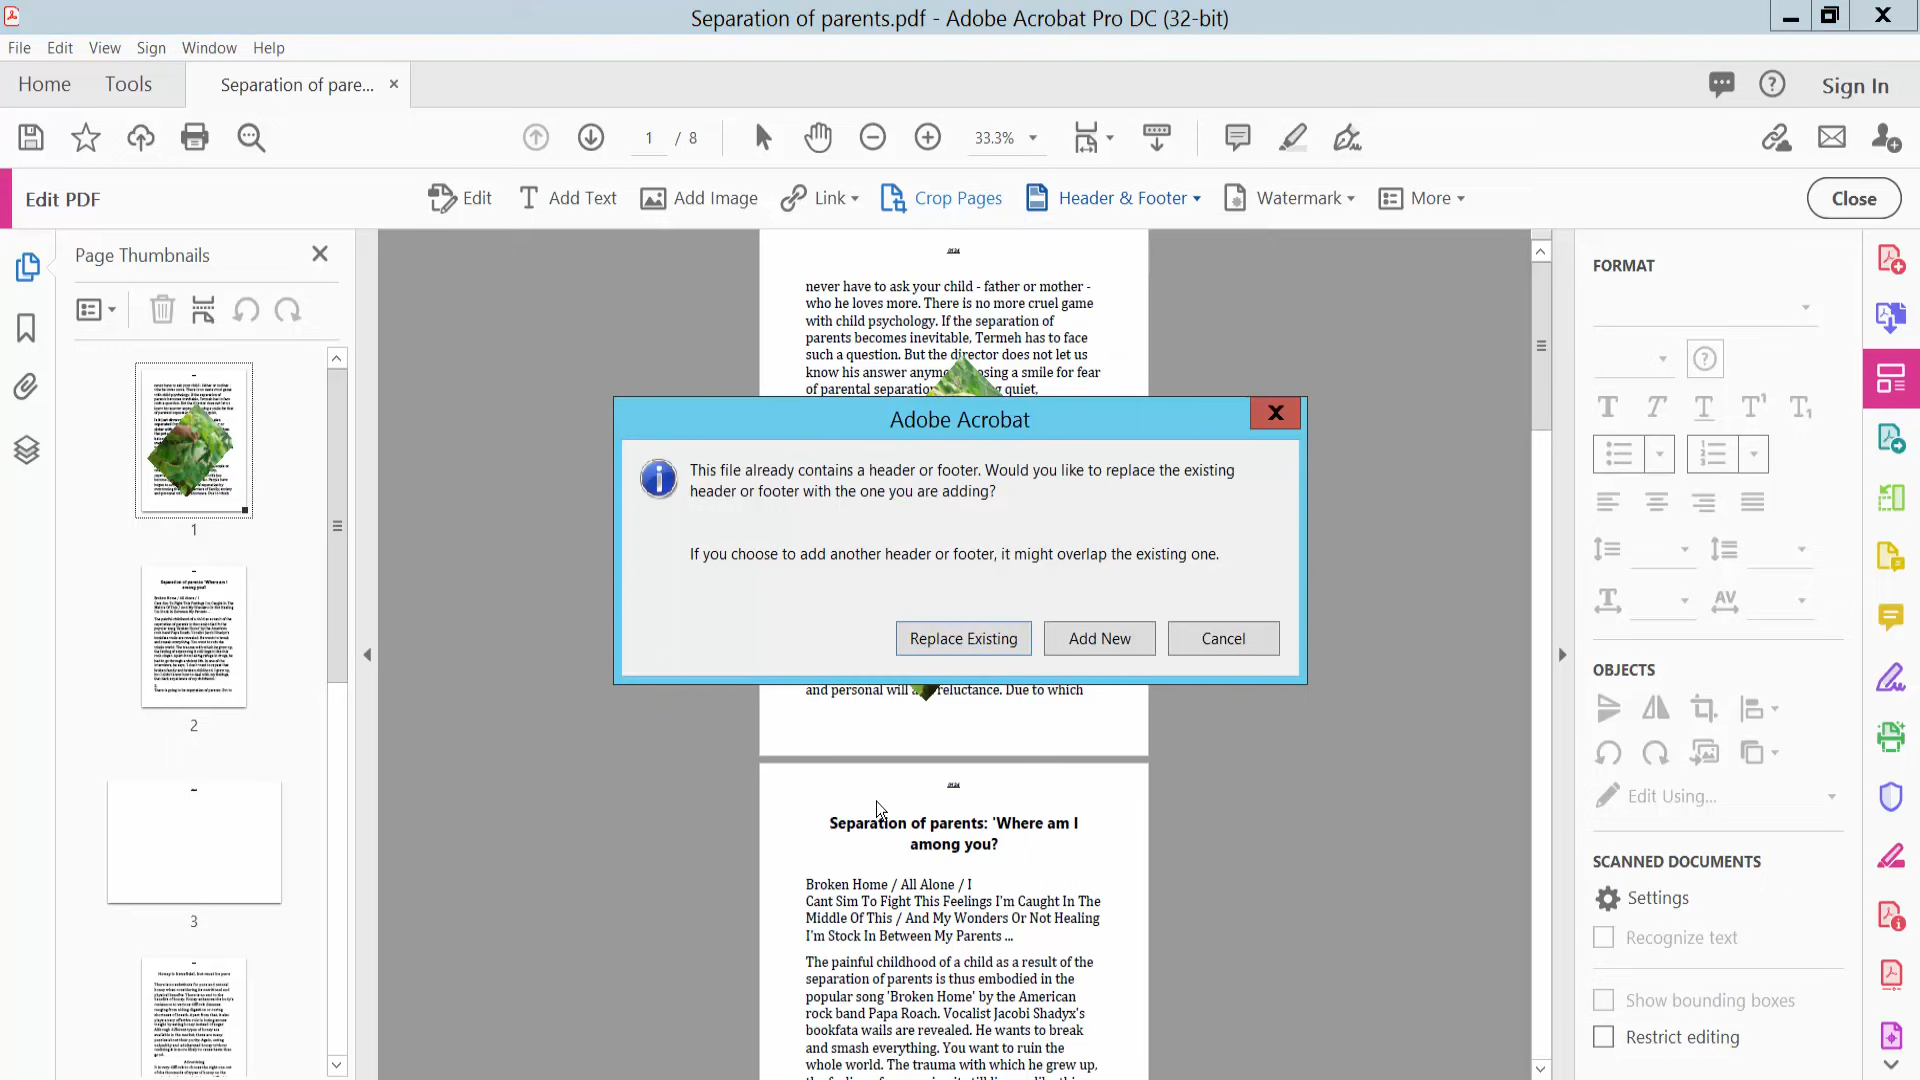 Separation of parents.pdf - Adobe Acrobat Pro DC (32-bit)
File Edit View Sign Window Help
Home Tools Separation of pare... Sign In
1 / 8 33.3%
Edit PDF Edit Add Text Add Image Link Crop Pages Header & Footer Watermark More Close
Page Thumbnails
1
2
3
never have to ask your child - father or mother -
who he loves more. There is no more cruel game
with child psychology. If the separation of
parents becomes inevitable, Termeh has to face
such a question. But the director does not let us
know his answer
osing a smile for fear
of parental separation
quiet,
Adobe Acrobat
This file already contains a header or footer. Would you like to replace the existing
header or footer with the one you are adding?
If you choose to add another header or footer, it might overlap the existing one.
Replace Existing Add New Cancel
and personal will
reluctance. Due to which
Separation of parents: 'Where am I
among you?
Broken Home / All Alone / I
Cant Sim To Fight This Feelings I'm Caught In The
Middle Of This / And My Wonders Or Not Healing
I'm Stock In Between My Parents ...
The painful childhood of a child as a result of the
separation of parents is thus embodied in the
popular song 'Broken Home' by the American
rock band Papa Roach. Vocalist Jacobi Shadyx's
bookfata wails are revealed. He wants to break
and smash everything. You want to ruin the
whole world. The trauma with which he grew up,
FORMAT
OBJECTS
Edit Using...
SCANNED DOCUMENTS
Settings
Recognize text
Show bounding boxes
Restrict editing